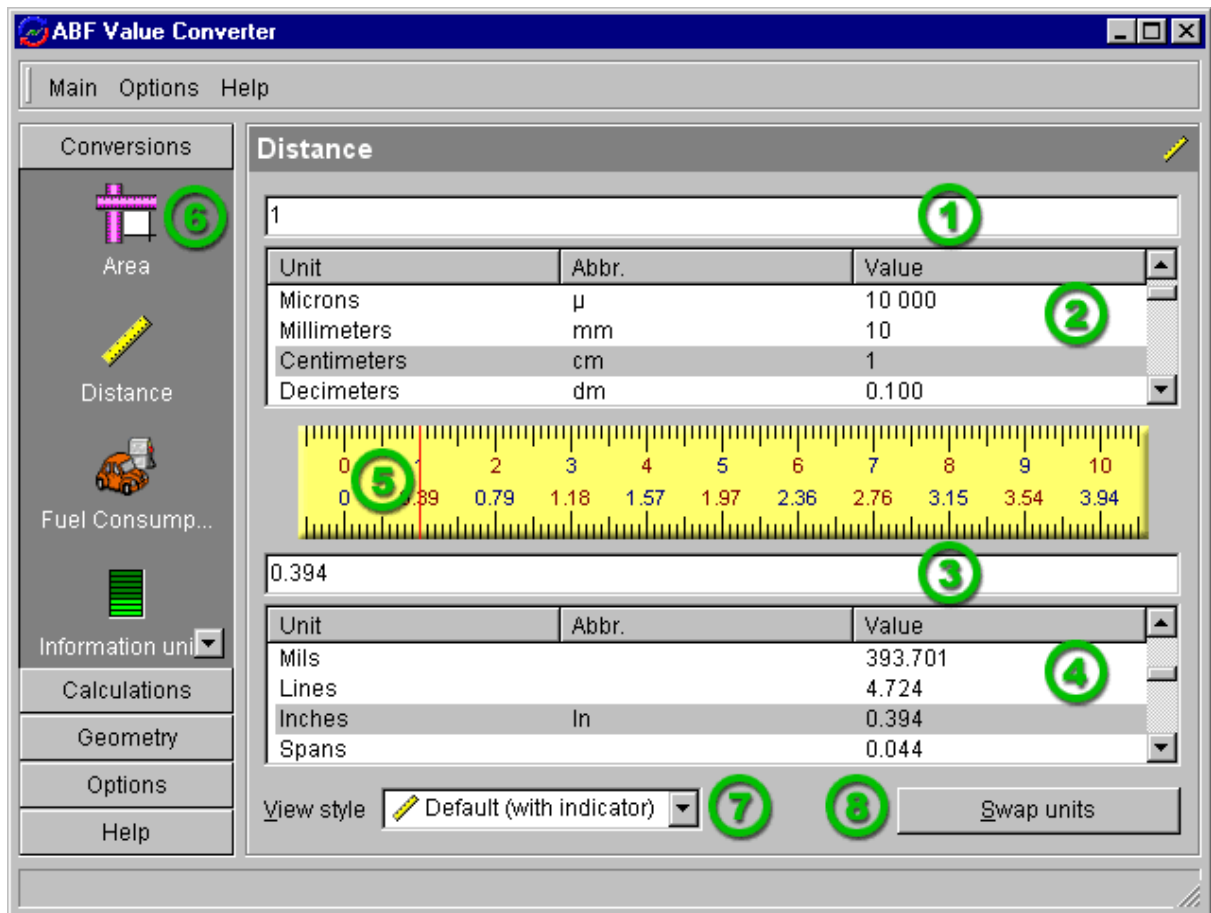 ABF Value Converter
Main Options Help
Conversions
6
Area
Distance
Fuel Consump...
Information uni
Calculations
Geometry
Options
Help
Distance
1 1
Unit Abbr. Value
Microns µ 10 000
2
Millimeters mm 10
Centimeters cm 1
Decimeters dm 0.100
0 1 2 3 4 5 6 7 8 9 10
5
0 0.39 0.79 1.18 1.57 1.97 2.36 2.76 3.15 3.54 3.94
0.394 3
Unit Abbr. Value
Mils 393.701
4
Lines 4.724
Inches In 0.394
Spans 0.044
View style Default (with indicator) 7 8 Swap units